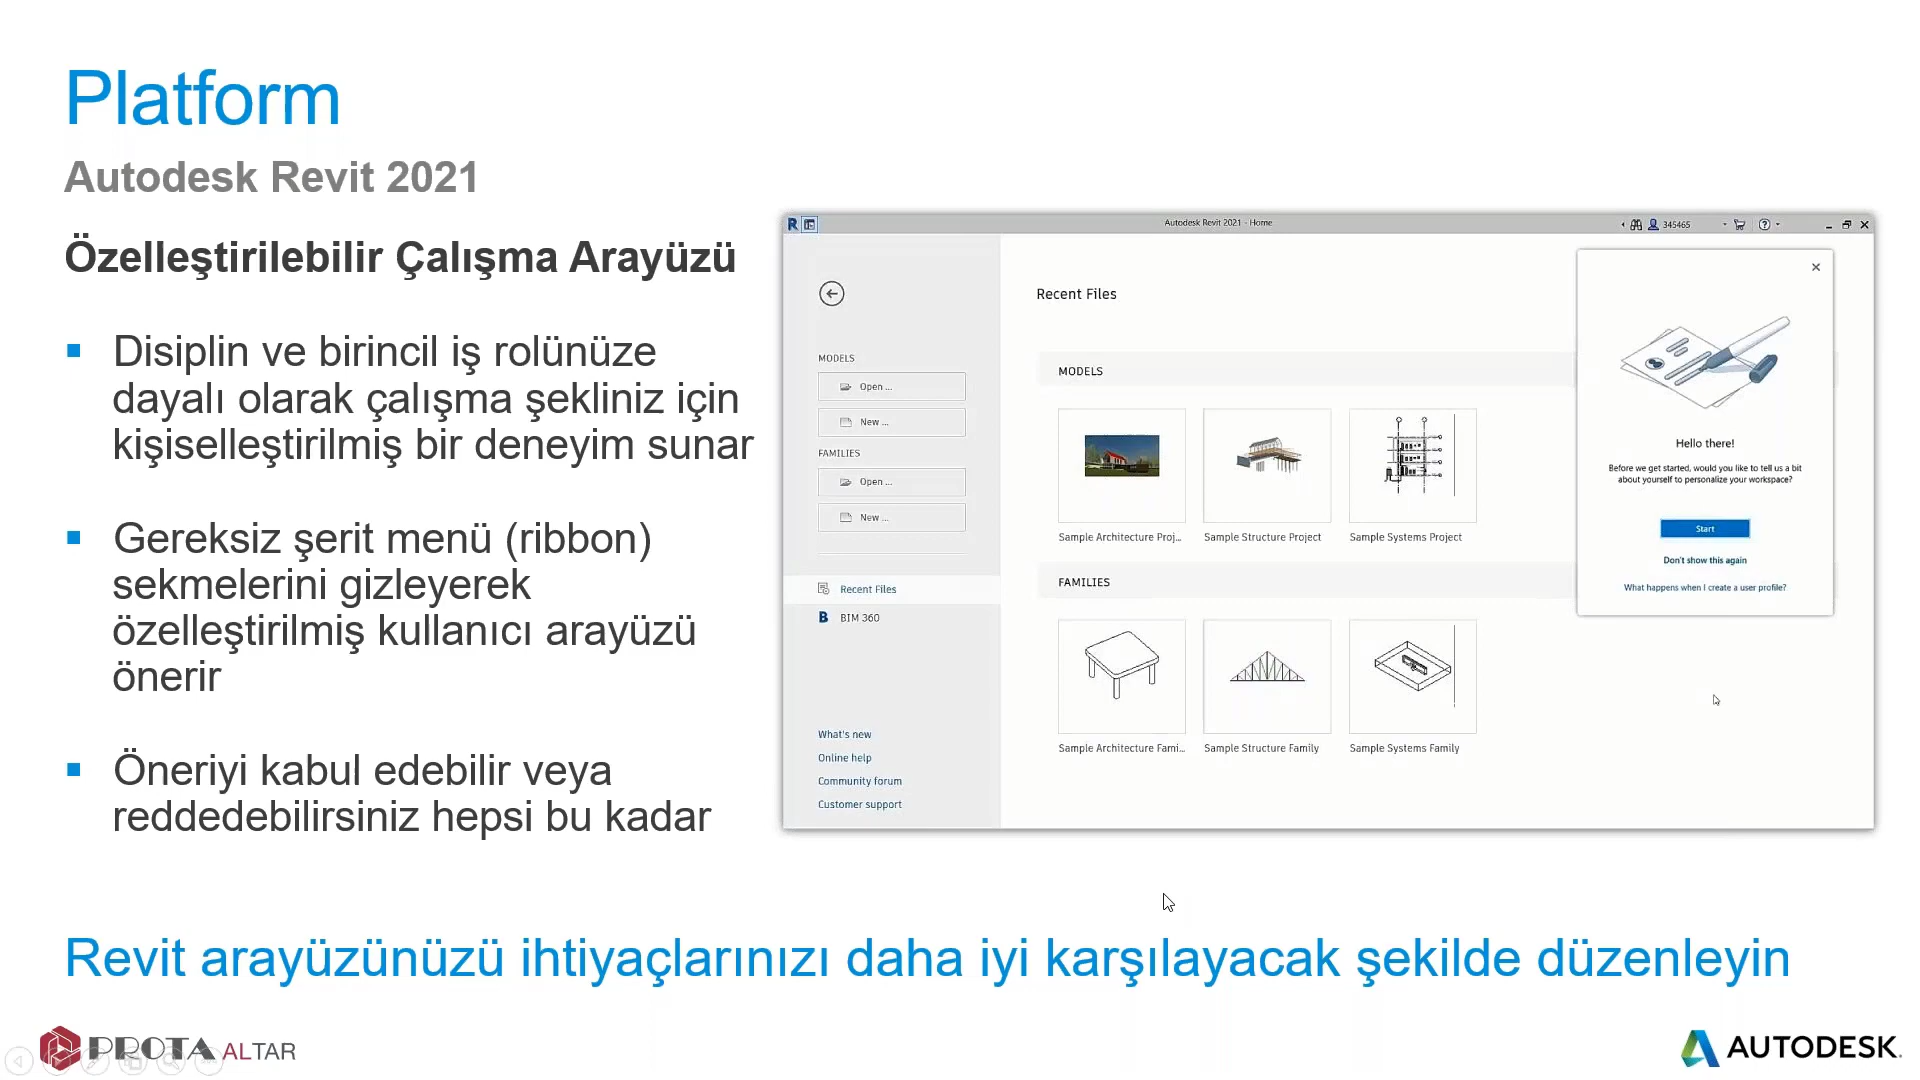 Platform
Autodesk Revit 2021
Özelleştirilebilir Çalışma Arayüzü
Disiplin ve birincil iş rolünüze
dayalı olarak çalışma şekliniz için
kişiselleştirilmiş bir deneyim sunar
Gereksiz şerit menü (ribbon)
sekmelerini gizleyerek
özelleştirilmiş kullanıcı arayüzü
önerir
Öneriyi kabul edebilir veya
reddedebilirsiniz hepsi bu kadar
R
Autodesk Revit 2021 - Home
345465
MODELS
Open ...
New ...
FAMILIES
Open ...
New ...
Recent Files
B BIM 360
What's new
Online help
Community forum
Customer support
Recent Files
MODELS
Sample Architecture Proj...
Sample Structure Project
Sample Systems Project
FAMILIES
Sample Architecture Fami...
Sample Structure Family
Sample Systems Family
Hello there!
Before we get started, would you like to tell us a bit
about yourself to personalize your workspace?
Start
Don't show this again
What happens when I create a user profile?
Revit arayüzünüzü ihtiyaçlarınızı daha iyi karşılayacak şekilde düzenleyin
PROTA ALTAR
AUTODESK.